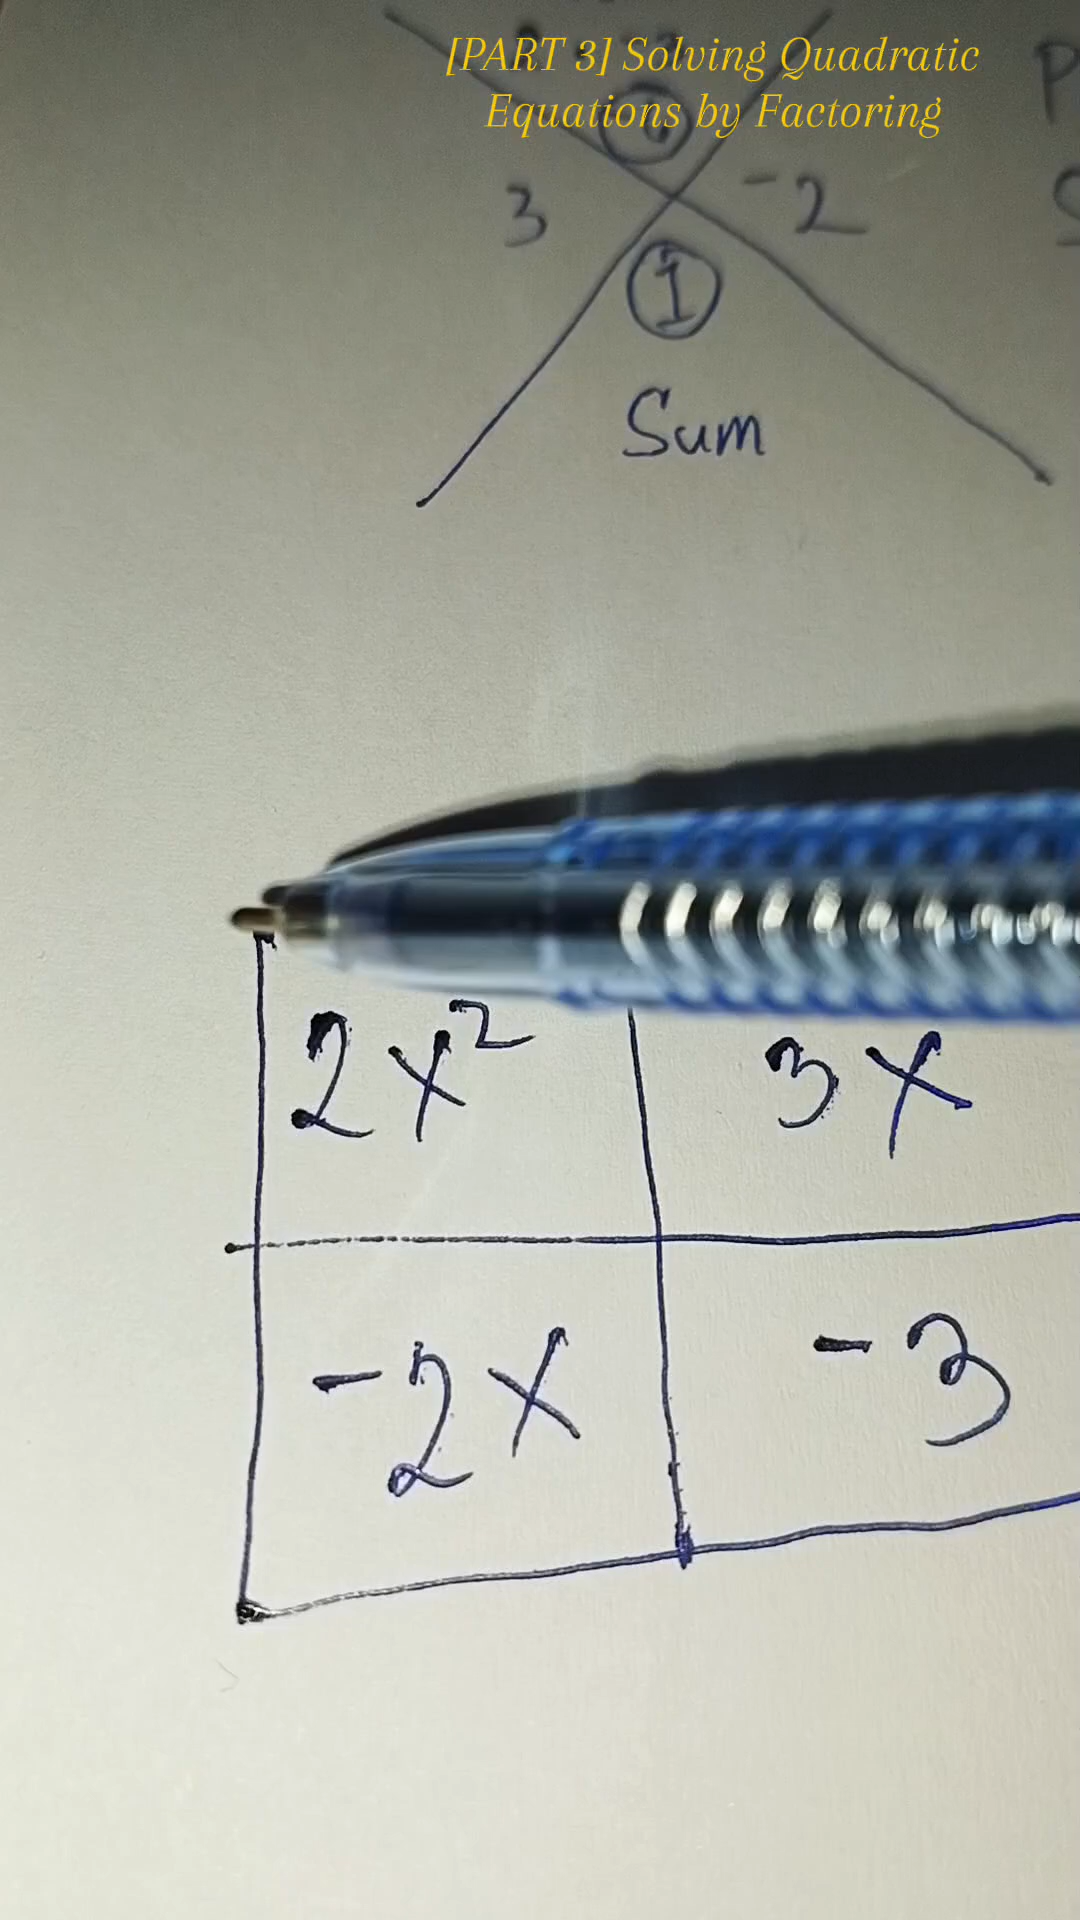 [PART 3] Solving Quadratic
Equations by Factoring
3 -2
1
Sum
2x² 3x
-2x -3